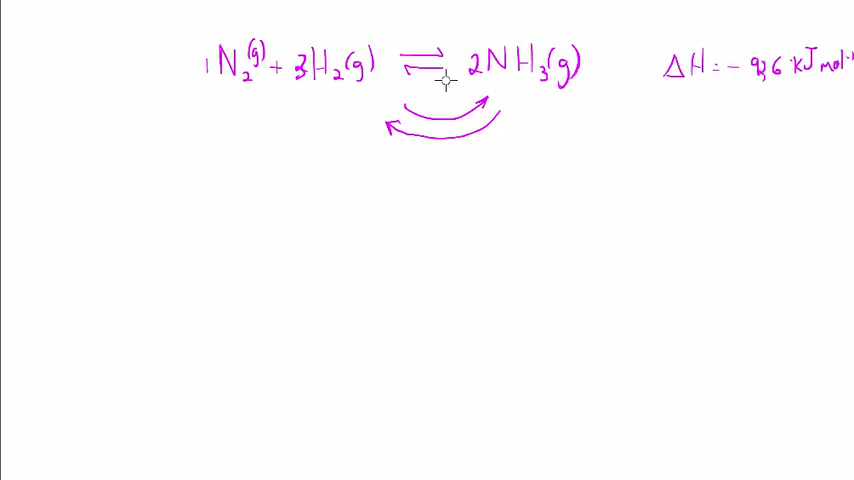 1N₂(g) + 3H₂(g) ⇌ 2NH₃(g) ΔH = - 92,6 kJ mol⁻¹